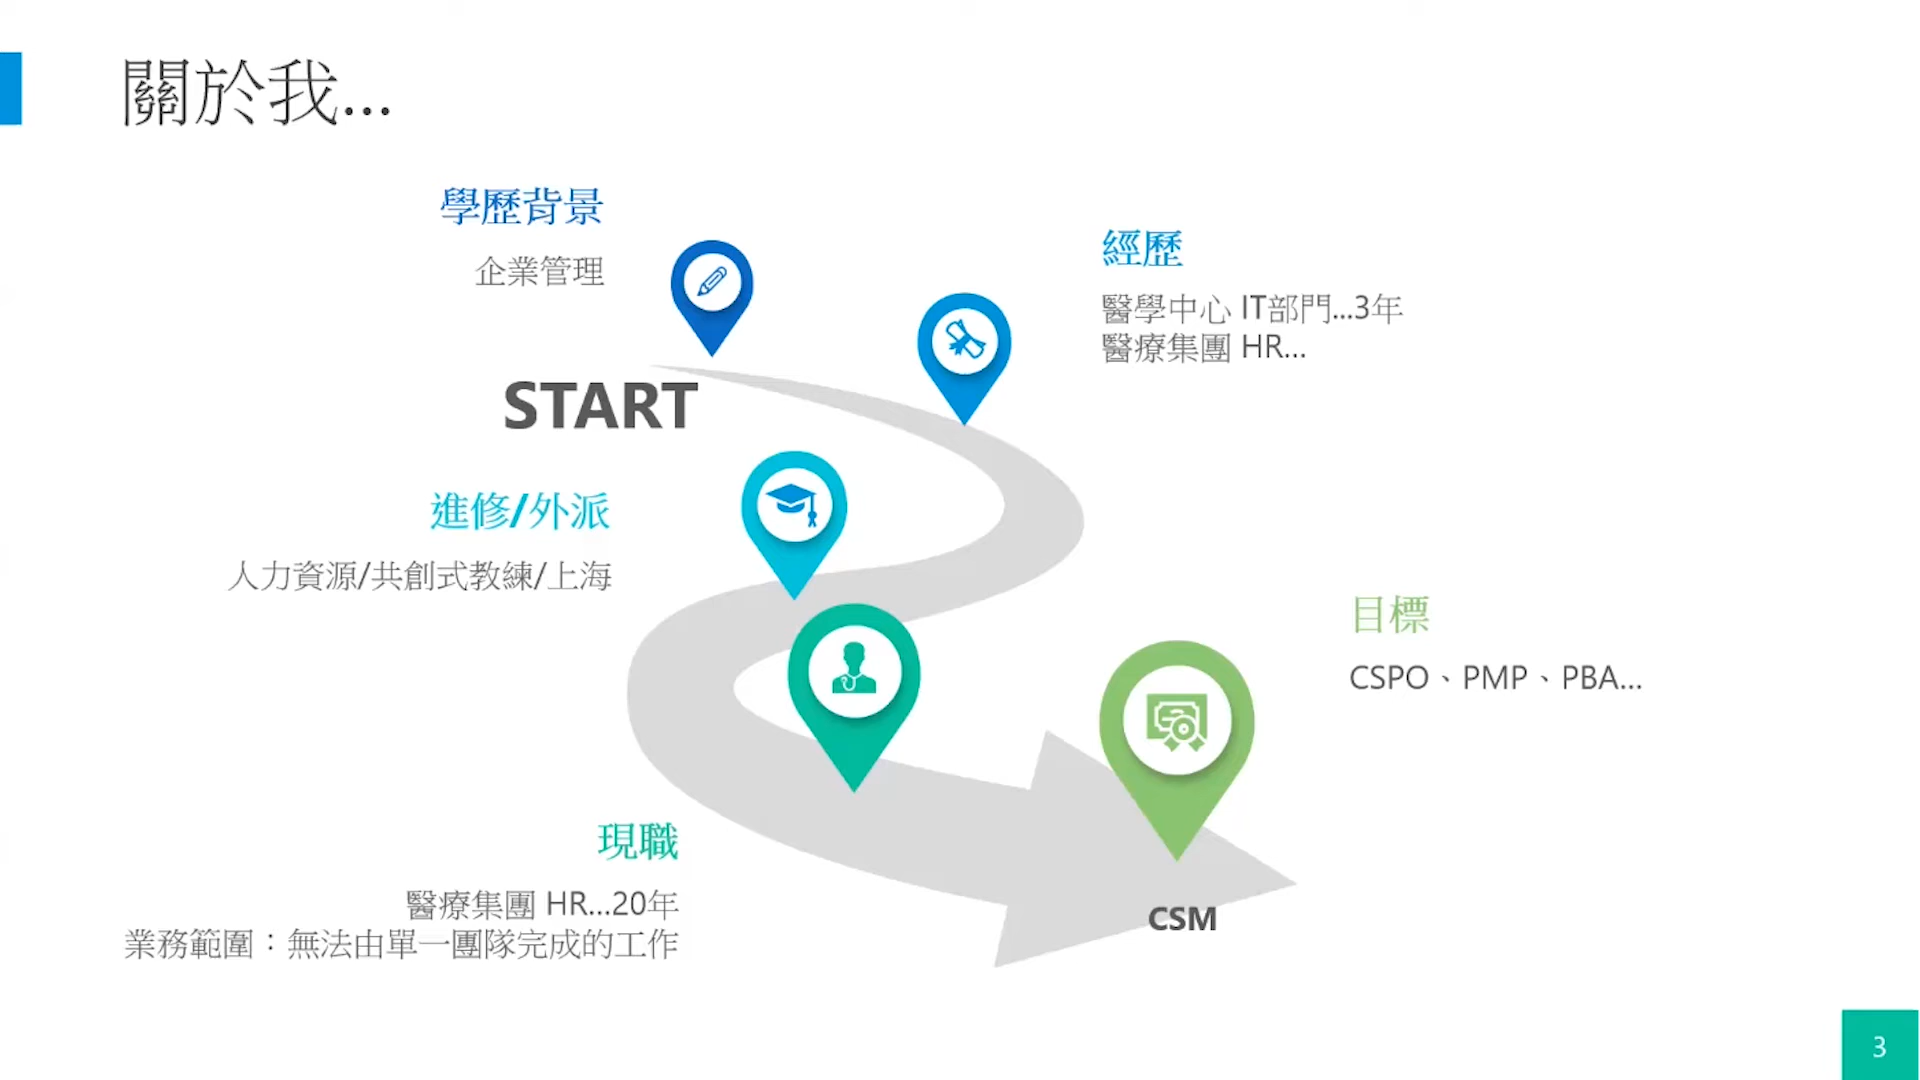 關於我...
學歷背景
企業管理
START
經歷
醫學中心 IT部門...3年
醫療集團 HR...
進修/外派
人力資源/共創式教練/上海
目標
CSPO、PMP、PBA...
現職
醫療集團 HR...20年
業務範圍：無法由單一團隊完成的工作
CSM
3